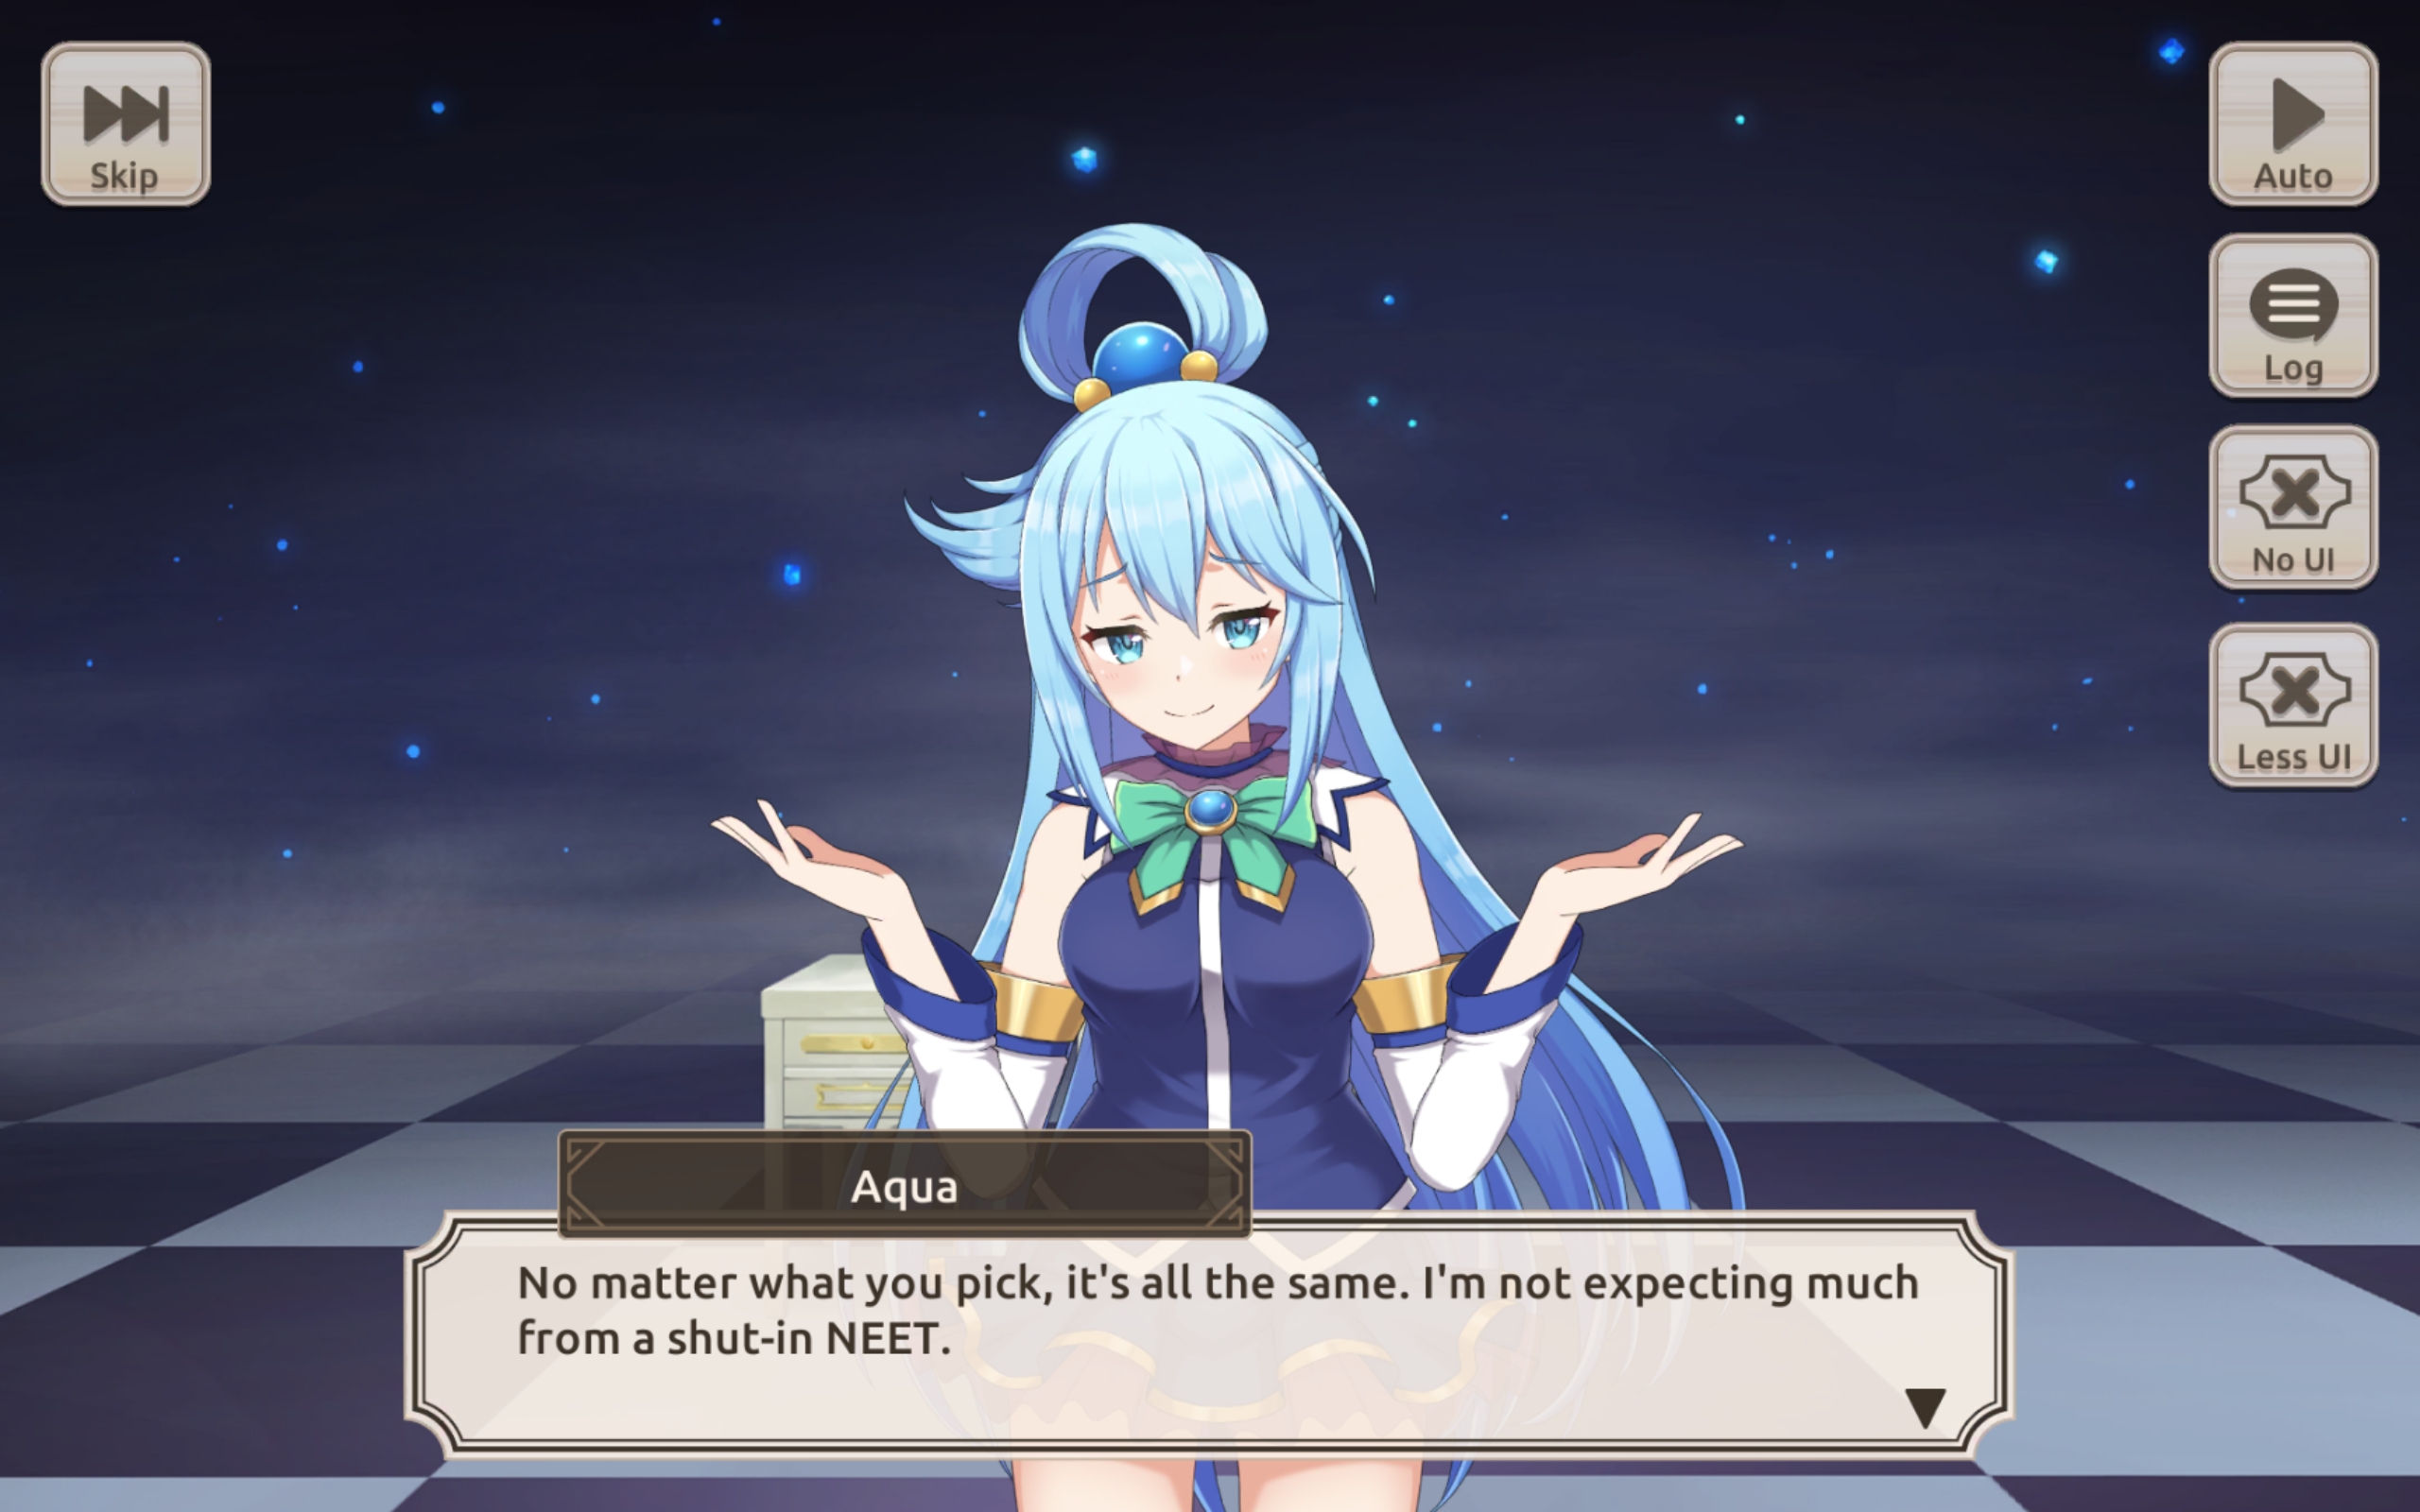 Skip
Auto
Log
No UI
Less UI
Aqua
No matter what you pick, it's all the same. I'm not expecting much
from a shut-in NEET.